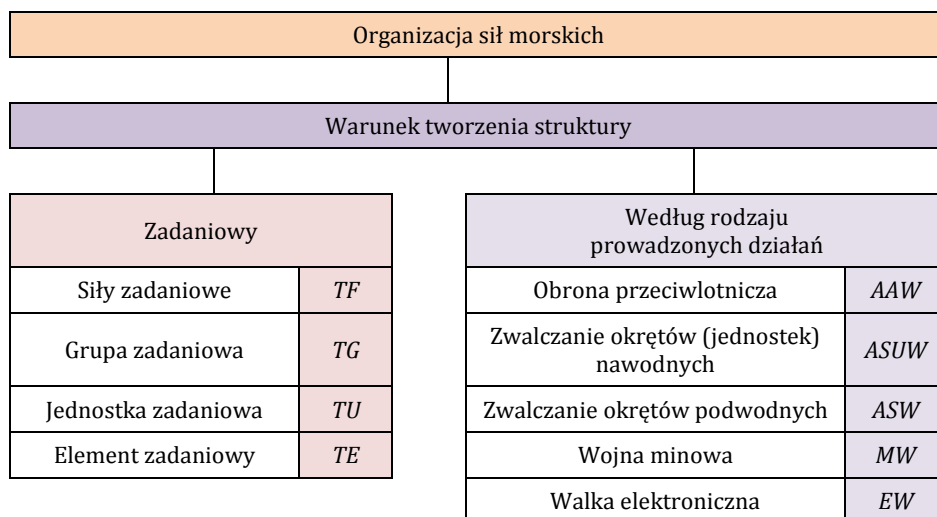 Organizacja sił morskich
Warunek tworzenia struktury
Zadaniowy
Siły zadaniowe TF
Grupa zadaniowa TG
Jednostka zadaniowa TU
Element zadaniowy TE
Według rodzaju
prowadzonych działań
Obrona przeciwlotnicza AAW
Zwalczanie okrętów (jednostek)
nawodnych ASUW
Zwalczanie okrętów podwodnych ASW
Wojna minowa MW
Walka elektroniczna EW